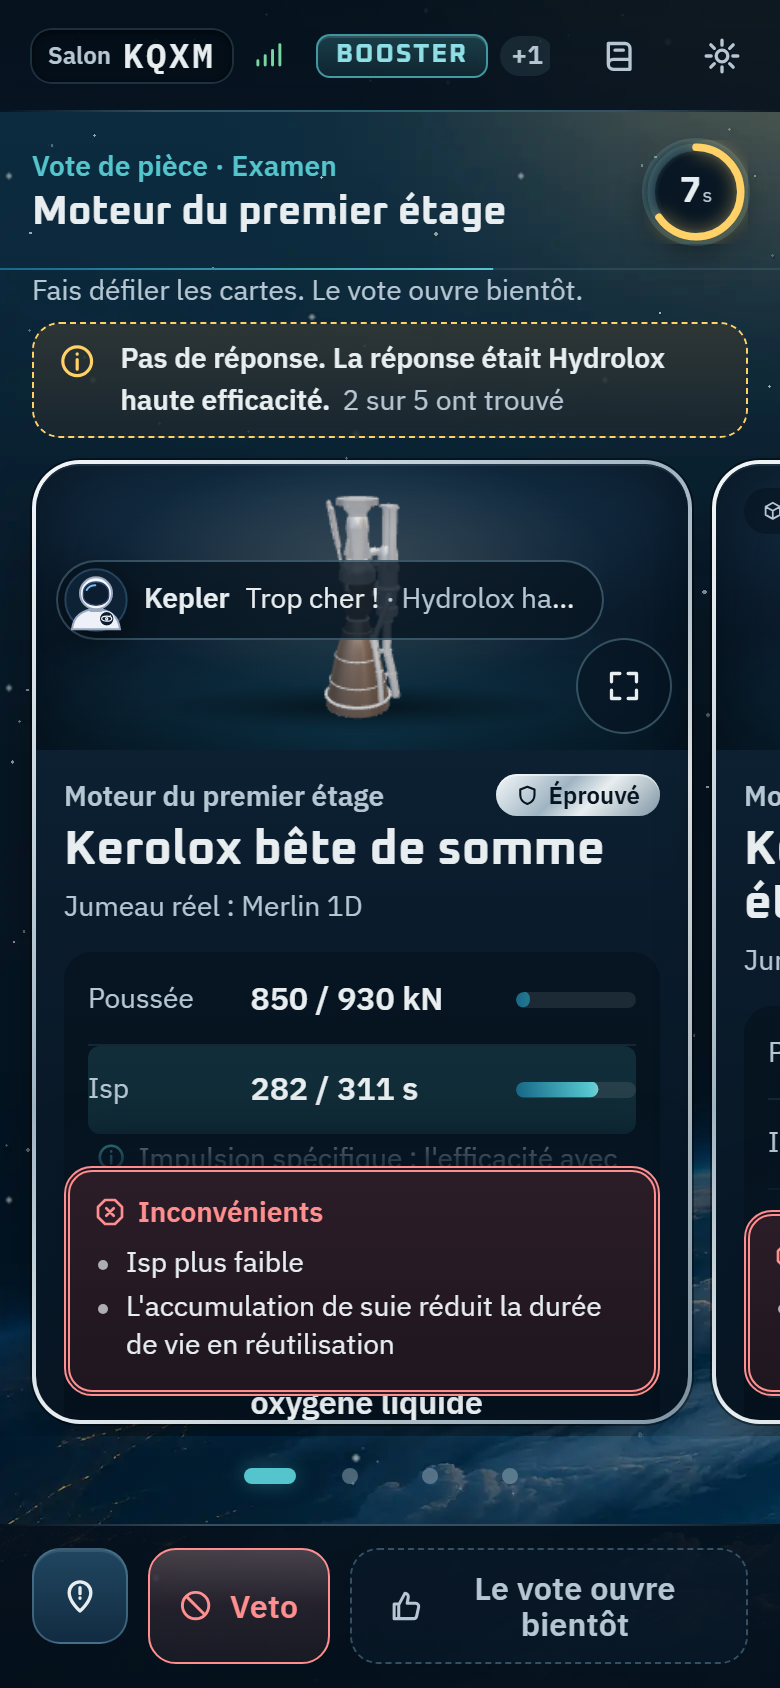 Salon KQXM BOOSTER +1
Vote de pièce · Examen
Moteur du premier étage
7s
Fais défiler les cartes. Le vote ouvre bientôt.
Pas de réponse. La réponse était Hydrolox
haute efficacité. 2 sur 5 ont trouvé
Kepler Trop cher ! · Hydrolox ha...
Moteur du premier étage
Éprouvé
Kerolox bête de somme
Jumeau réel : Merlin 1D
Poussée 850 / 930 kN
Isp 282 / 311 s
Impulsion spécifique : l'efficacité avec
Inconvénients
• Isp plus faible
• L'accumulation de suie réduit la durée
de vie en réutilisation
oxygène liquide
Veto
Le vote ouvre
bientôt